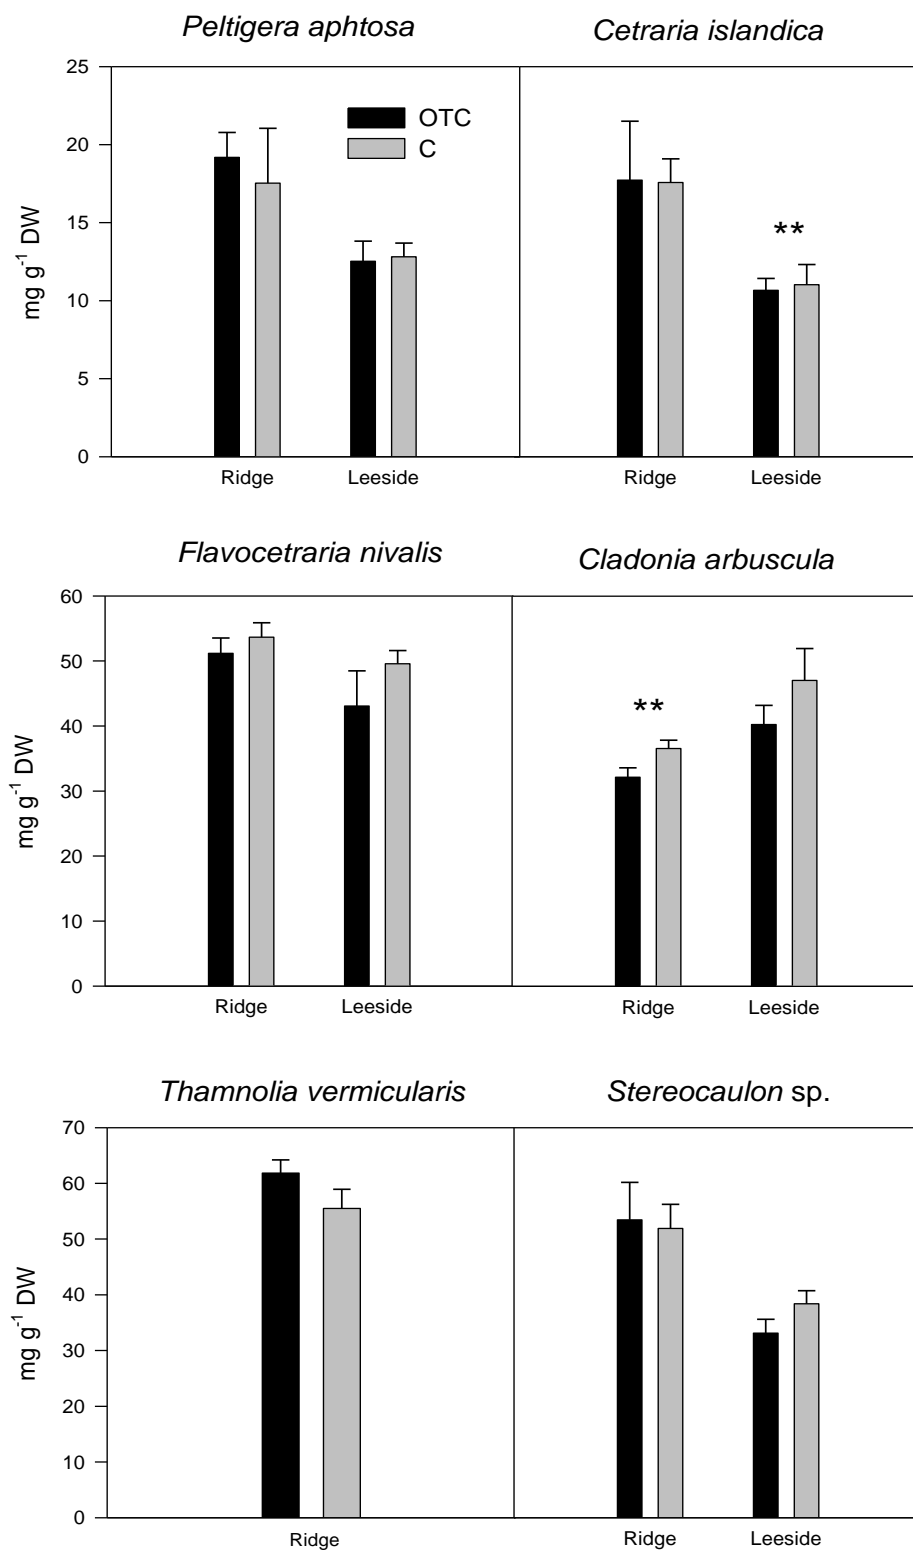 Peltigera aphtosa Cetraria islandica
25
20
15
10
5
0
mg g⁻¹ DW
OTC
C
**
Ridge Leeside Ridge Leeside
Flavocetraria nivalis Cladonia arbuscula
60
50
40
30
20
10
0
mg g⁻¹ DW
**
Ridge Leeside Ridge Leeside
Thamnolia vermicularis Stereocaulon sp.
70
60
50
40
30
20
10
0
mg g⁻¹ DW
Ridge Ridge Leeside